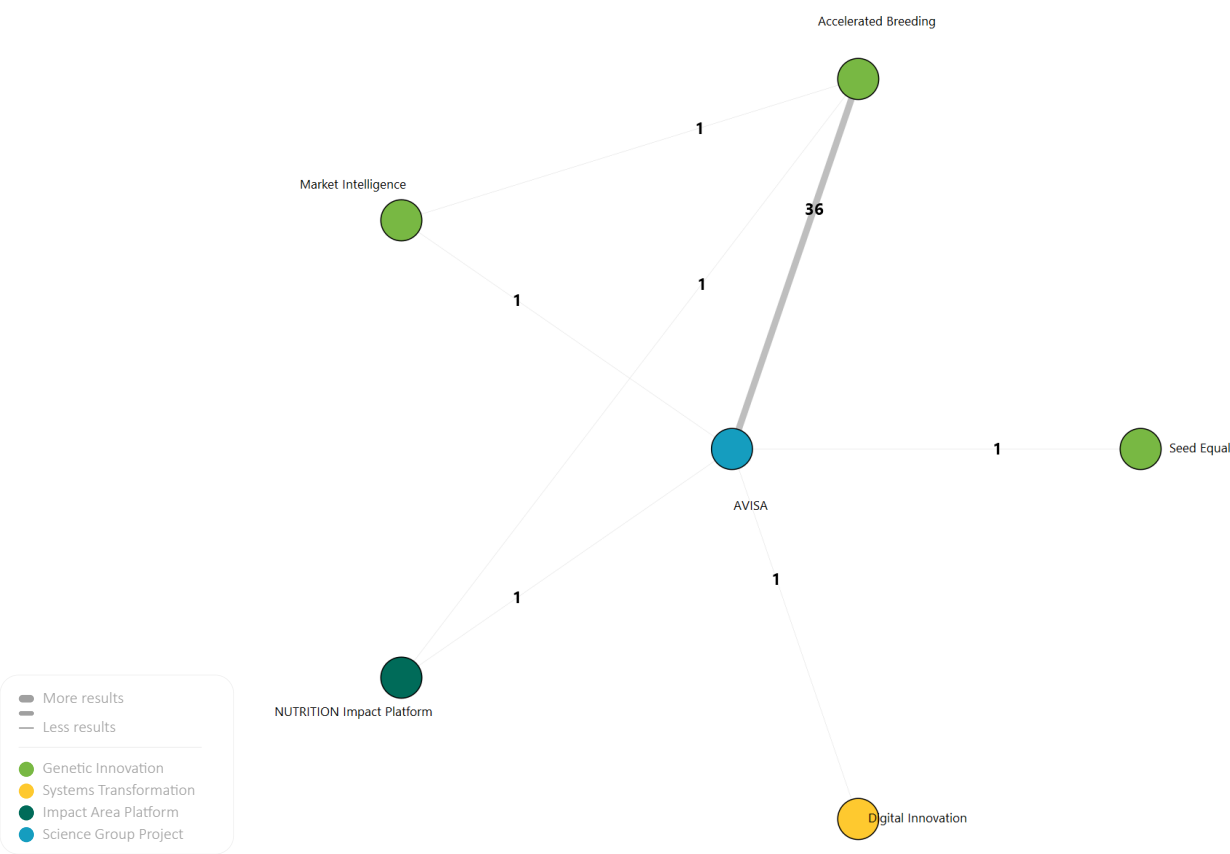 Accelerated Breeding
1
Market Intelligence
36
1
1
1
Seed Equal
AVISA
1
1
NUTRITION Impact Platform
Digital Innovation
More results
Less results
Genetic Innovation
Systems Transformation
Impact Area Platform
Science Group Project